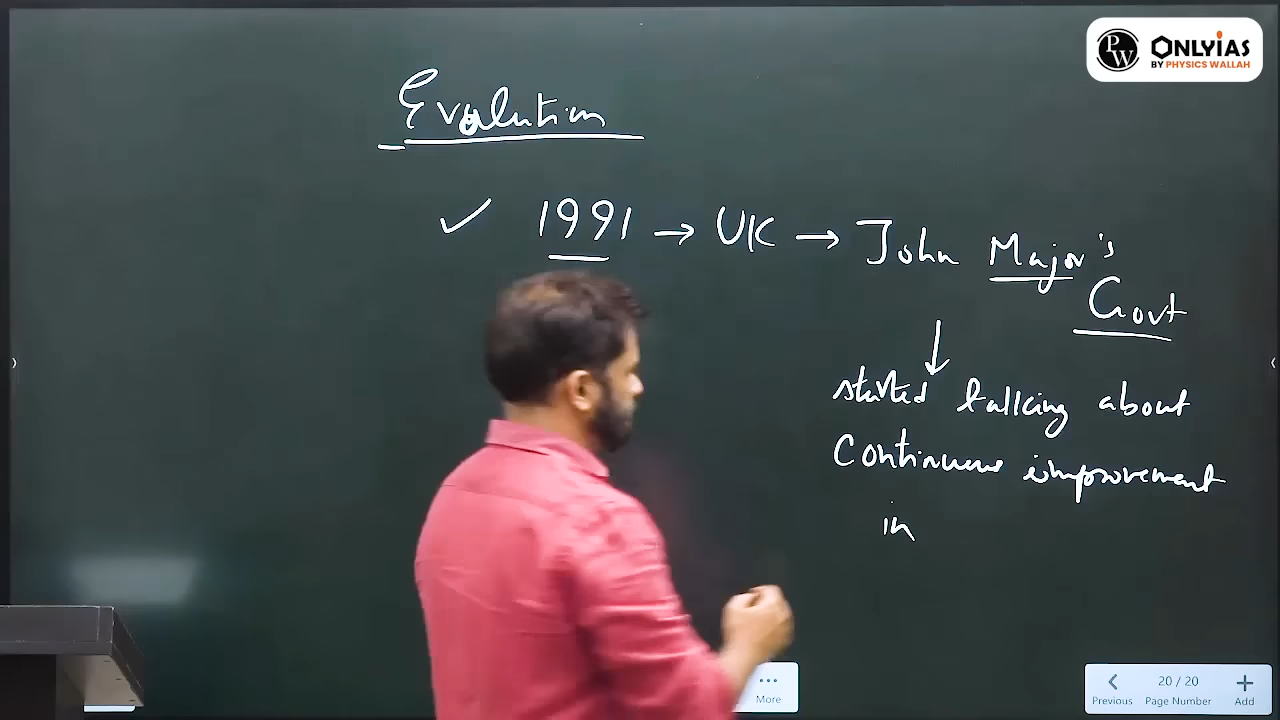 PW ONLYIAS
BY PHYSICS WALLAH
Evolution
✓ 1991 → UK → John Major's
Govt
↓
started talking about
Continuous improvement
in
More
Previous
20 / 20
Page Number
Add